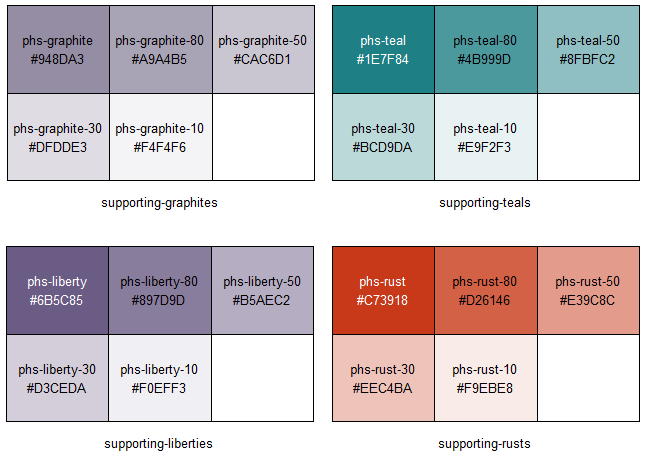 phs-graphite
#948DA3
phs-graphite-80
#A9A4B5
phs-graphite-50
#CAC6D1
phs-graphite-30
#DFDDE3
phs-graphite-10
#F4F4F6
supporting-graphites
phs-teal
#1E7F84
phs-teal-80
#4B999D
phs-teal-50
#8FBFC2
phs-teal-30
#BCD9DA
phs-teal-10
#E9F2F3
supporting-teals
phs-liberty
#6B5C85
phs-liberty-80
#897D9D
phs-liberty-50
#B5AEC2
phs-liberty-30
#D3CEDA
phs-liberty-10
#F0EFF3
supporting-liberties
phs-rust
#C73918
phs-rust-80
#D26146
phs-rust-50
#E39C8C
phs-rust-30
#EEC4BA
phs-rust-10
#F9EBE8
supporting-rusts